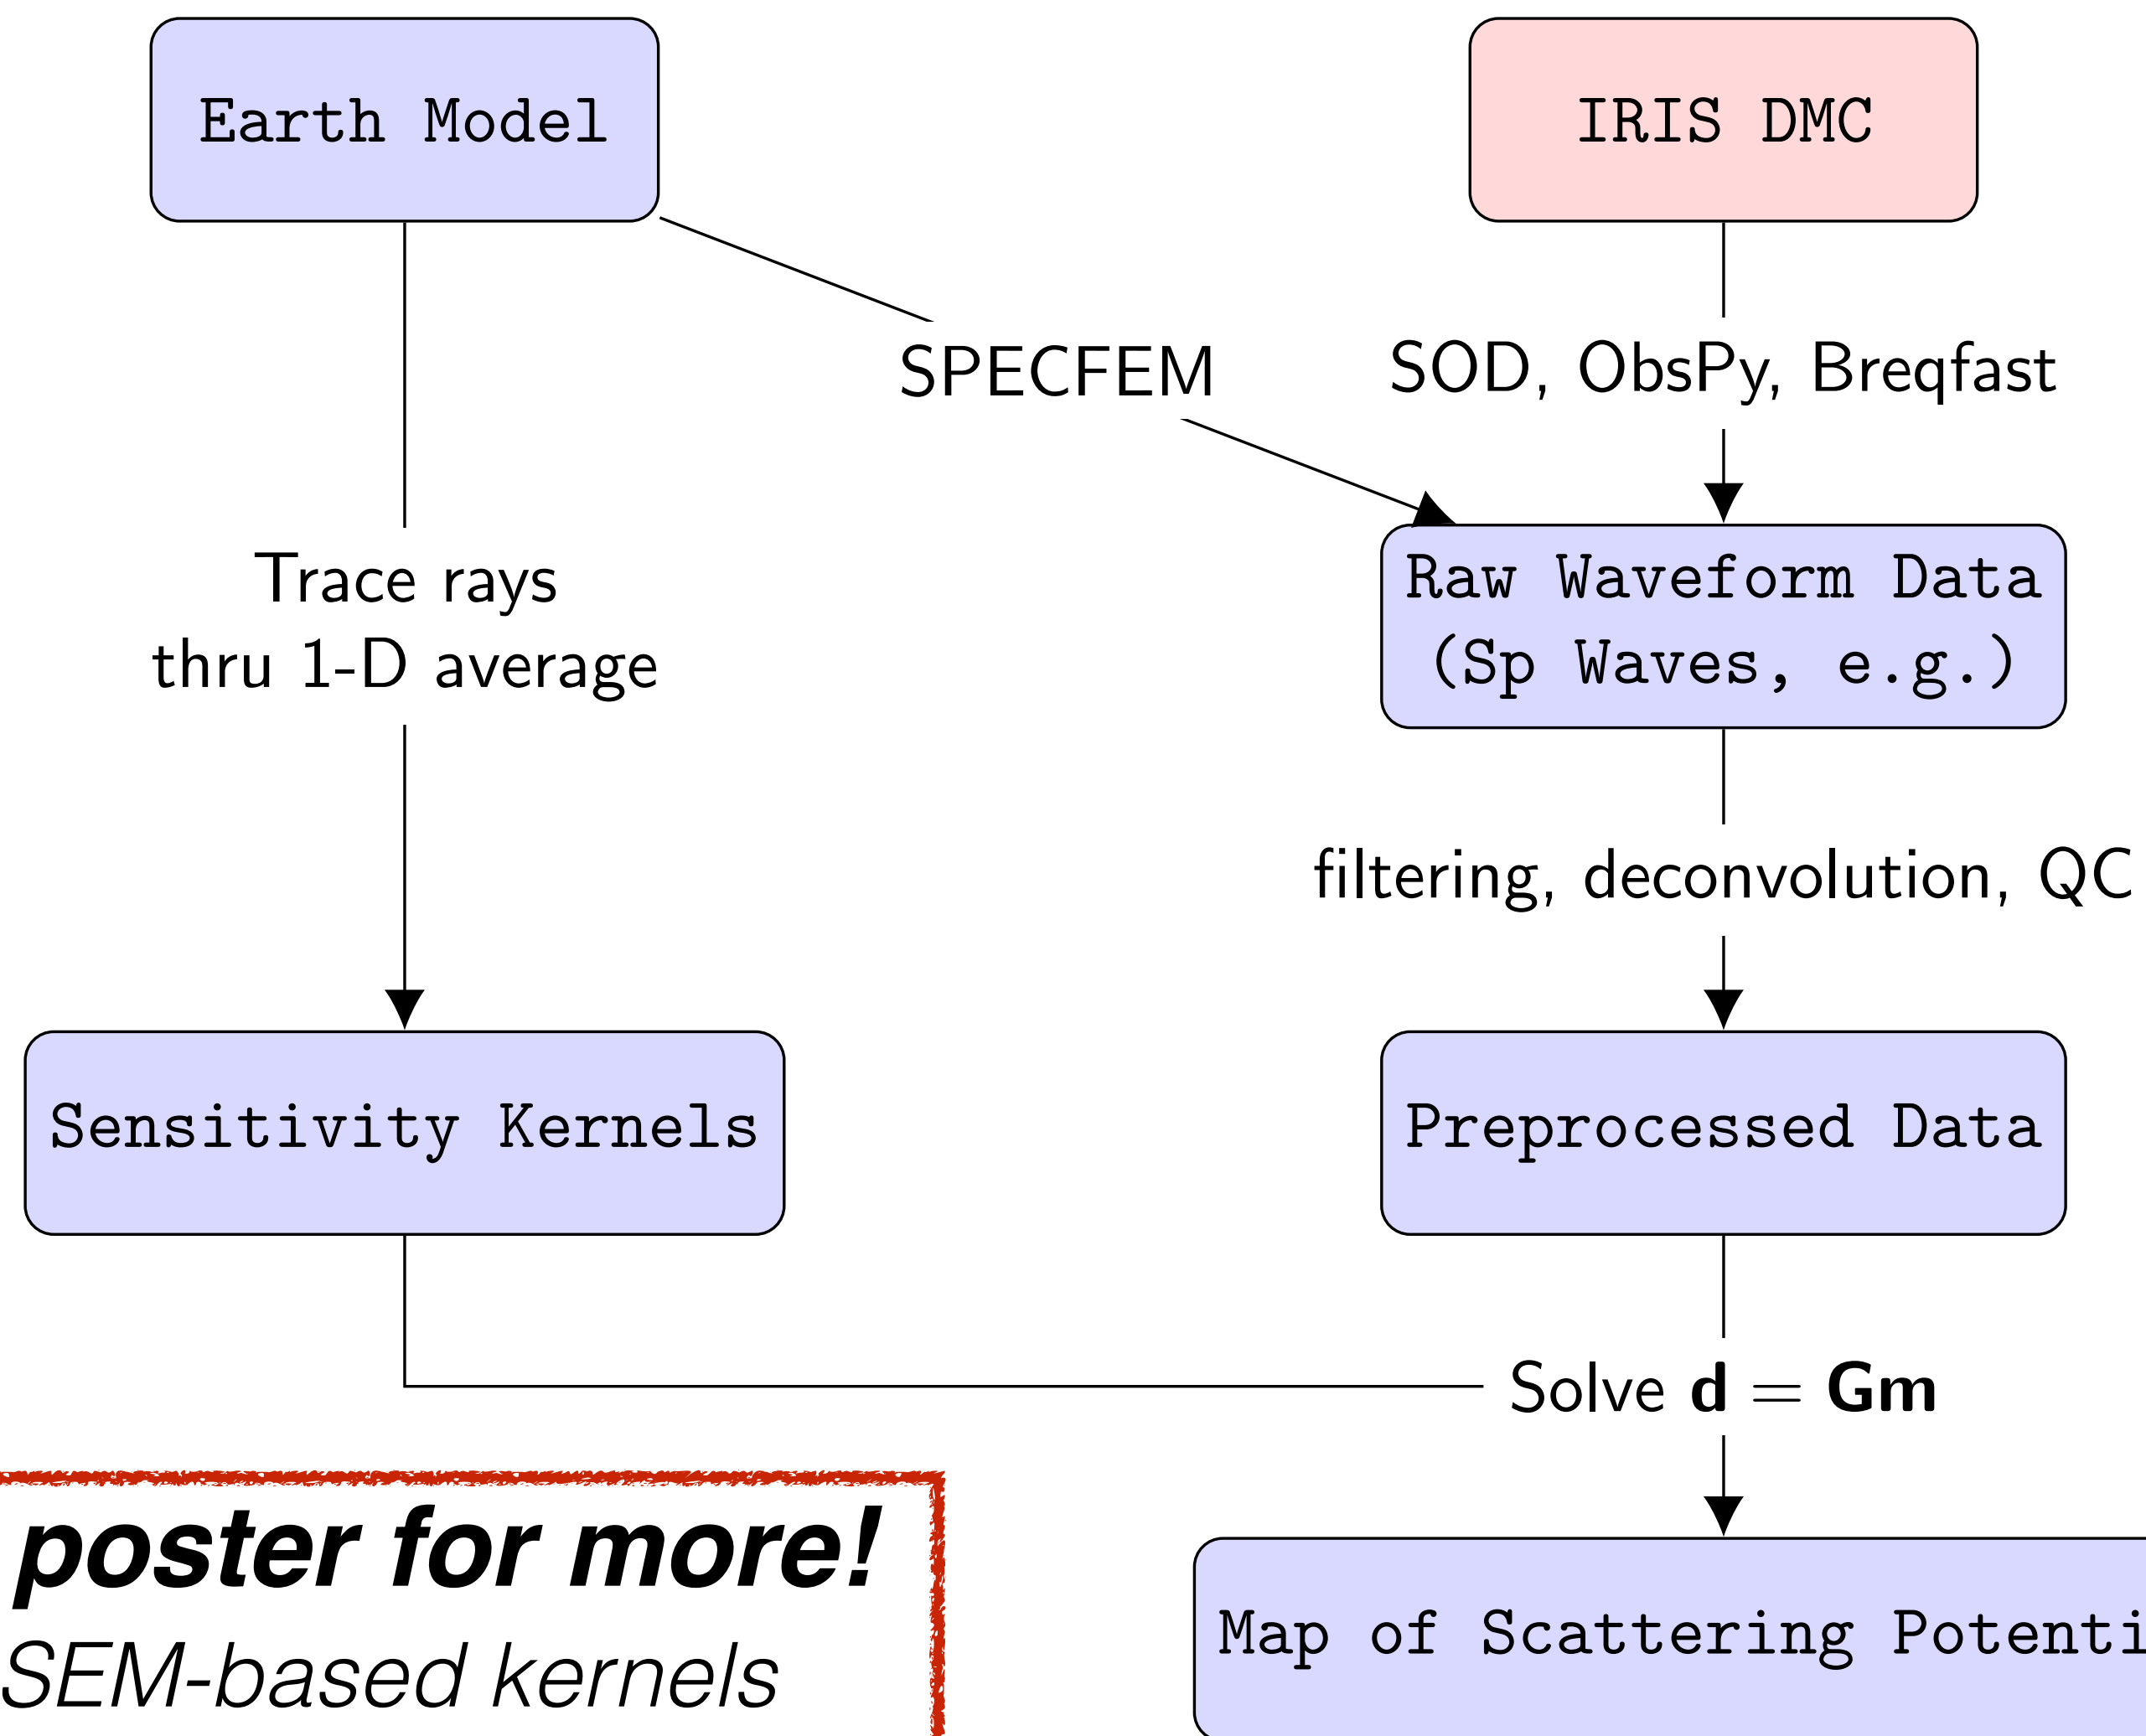 Earth Model
IRIS DMC
SPECFEM
SOD, ObsPy, Breqfast
Trace rays
thru 1-D average
Raw Waveform Data
(Sp Waves, e.g.)
filtering, deconvolution, QC
Sensitivity Kernels
Preprocessed Data
Solve d = Gm
poster for more!
SEM-based kernels
Map of Scattering Potenti